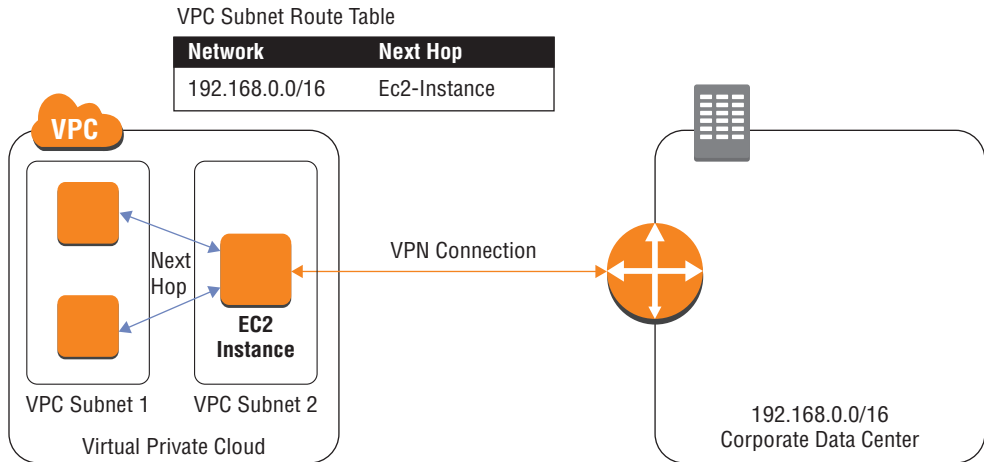 VPC Subnet Route Table
Network Next Hop
192.168.0.0/16 Ec2-Instance
VPC
Next
Hop
VPN Connection
EC2
Instance
VPC Subnet 1 VPC Subnet 2
Virtual Private Cloud
192.168.0.0/16
Corporate Data Center